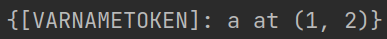 {[VARNAMETOKEN]: a at (1, 2)}